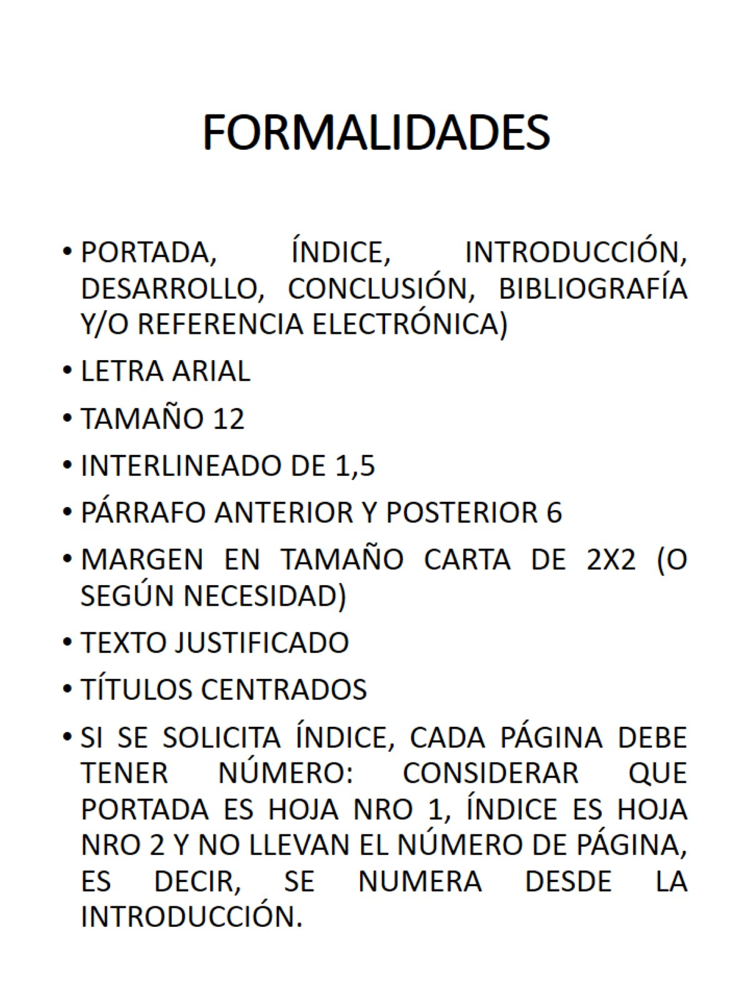 FORMALIDADES
• PORTADA, ÍNDICE, INTRODUCCIÓN,
DESARROLLO, CONCLUSIÓN, BIBLIOGRAFÍA
Y/O REFERENCIA ELECTRÓNICA)
• LETRA ARIAL
• TAMAÑO 12
• INTERLINEADO DE 1,5
• PÁRRAFO ANTERIOR Y POSTERIOR 6
• MARGEN EN TAMAÑO CARTA DE 2X2 (O
SEGÚN NECESIDAD)
• TEXTO JUSTIFICADO
• TÍTULOS CENTRADOS
• SI SE SOLICITA ÍNDICE, CADA PÁGINA DEBE
TENER NÚMERO: CONSIDERAR QUE
PORTADA ES HOJA NRO 1, ÍNDICE ES HOJA
NRO 2 Y NO LLEVAN EL NÚMERO DE PÁGINA,
ES DECIR, SE NUMERA DESDE LA
INTRODUCCIÓN.